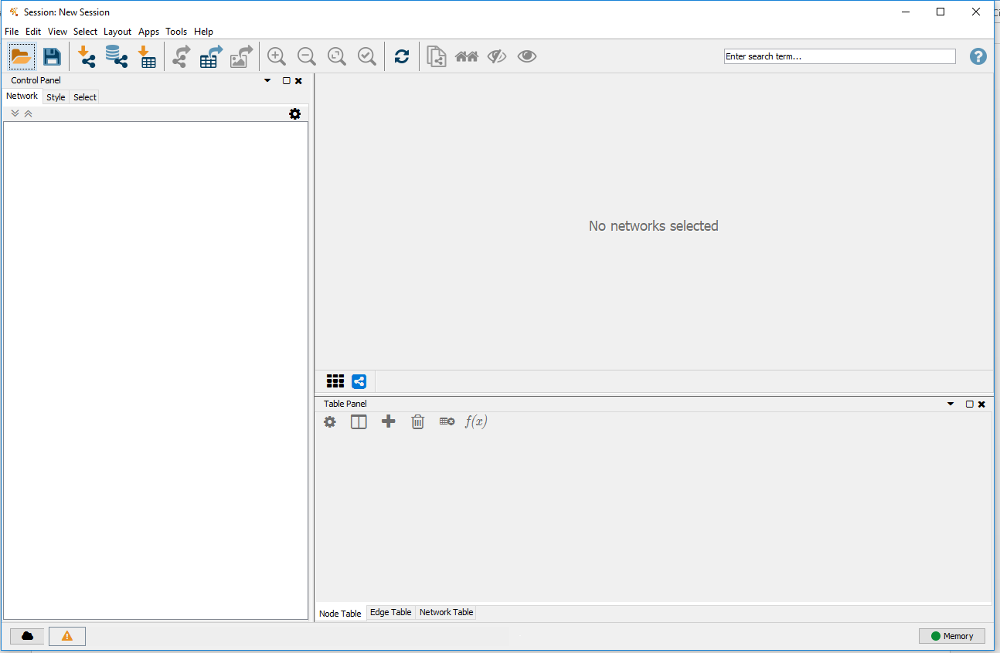 Session: New Session
File Edit View Select Layout Apps Tools Help
Enter search term...
?
Control Panel
Network Style Select
No networks selected
Table Panel
f(x)
Node Table Edge Table Network Table
Memory